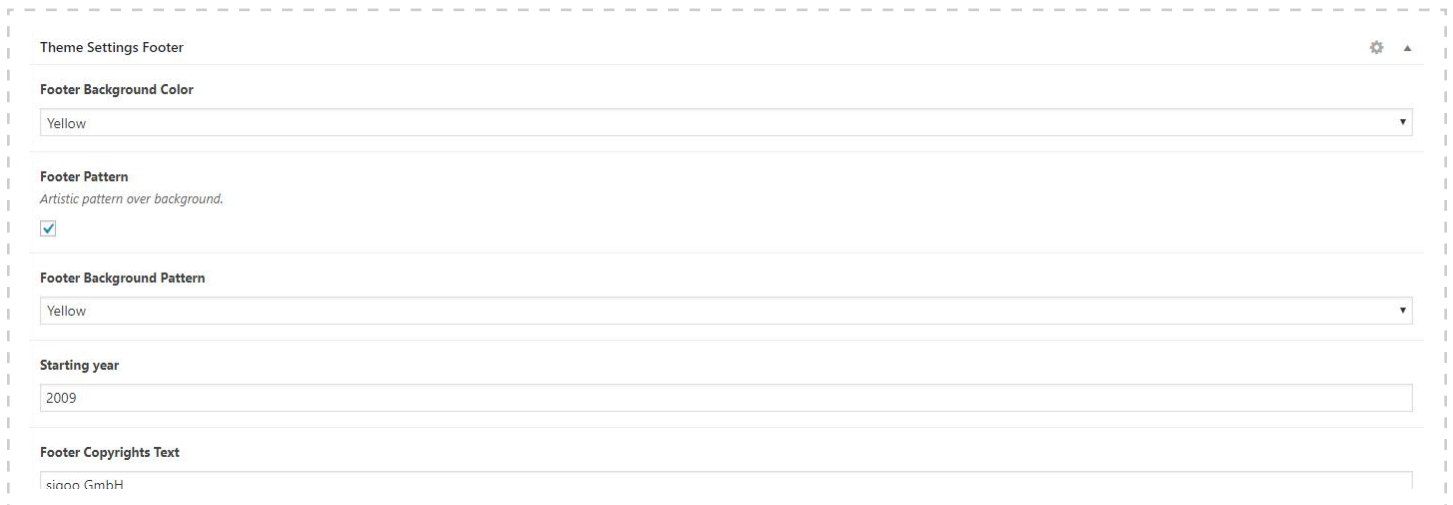 Theme Settings Footer
Footer Background Color
Yellow
Footer Pattern
Artistic pattern over background.
Footer Background Pattern
Yellow
Starting year
2009
Footer Copyrights Text
GmbH